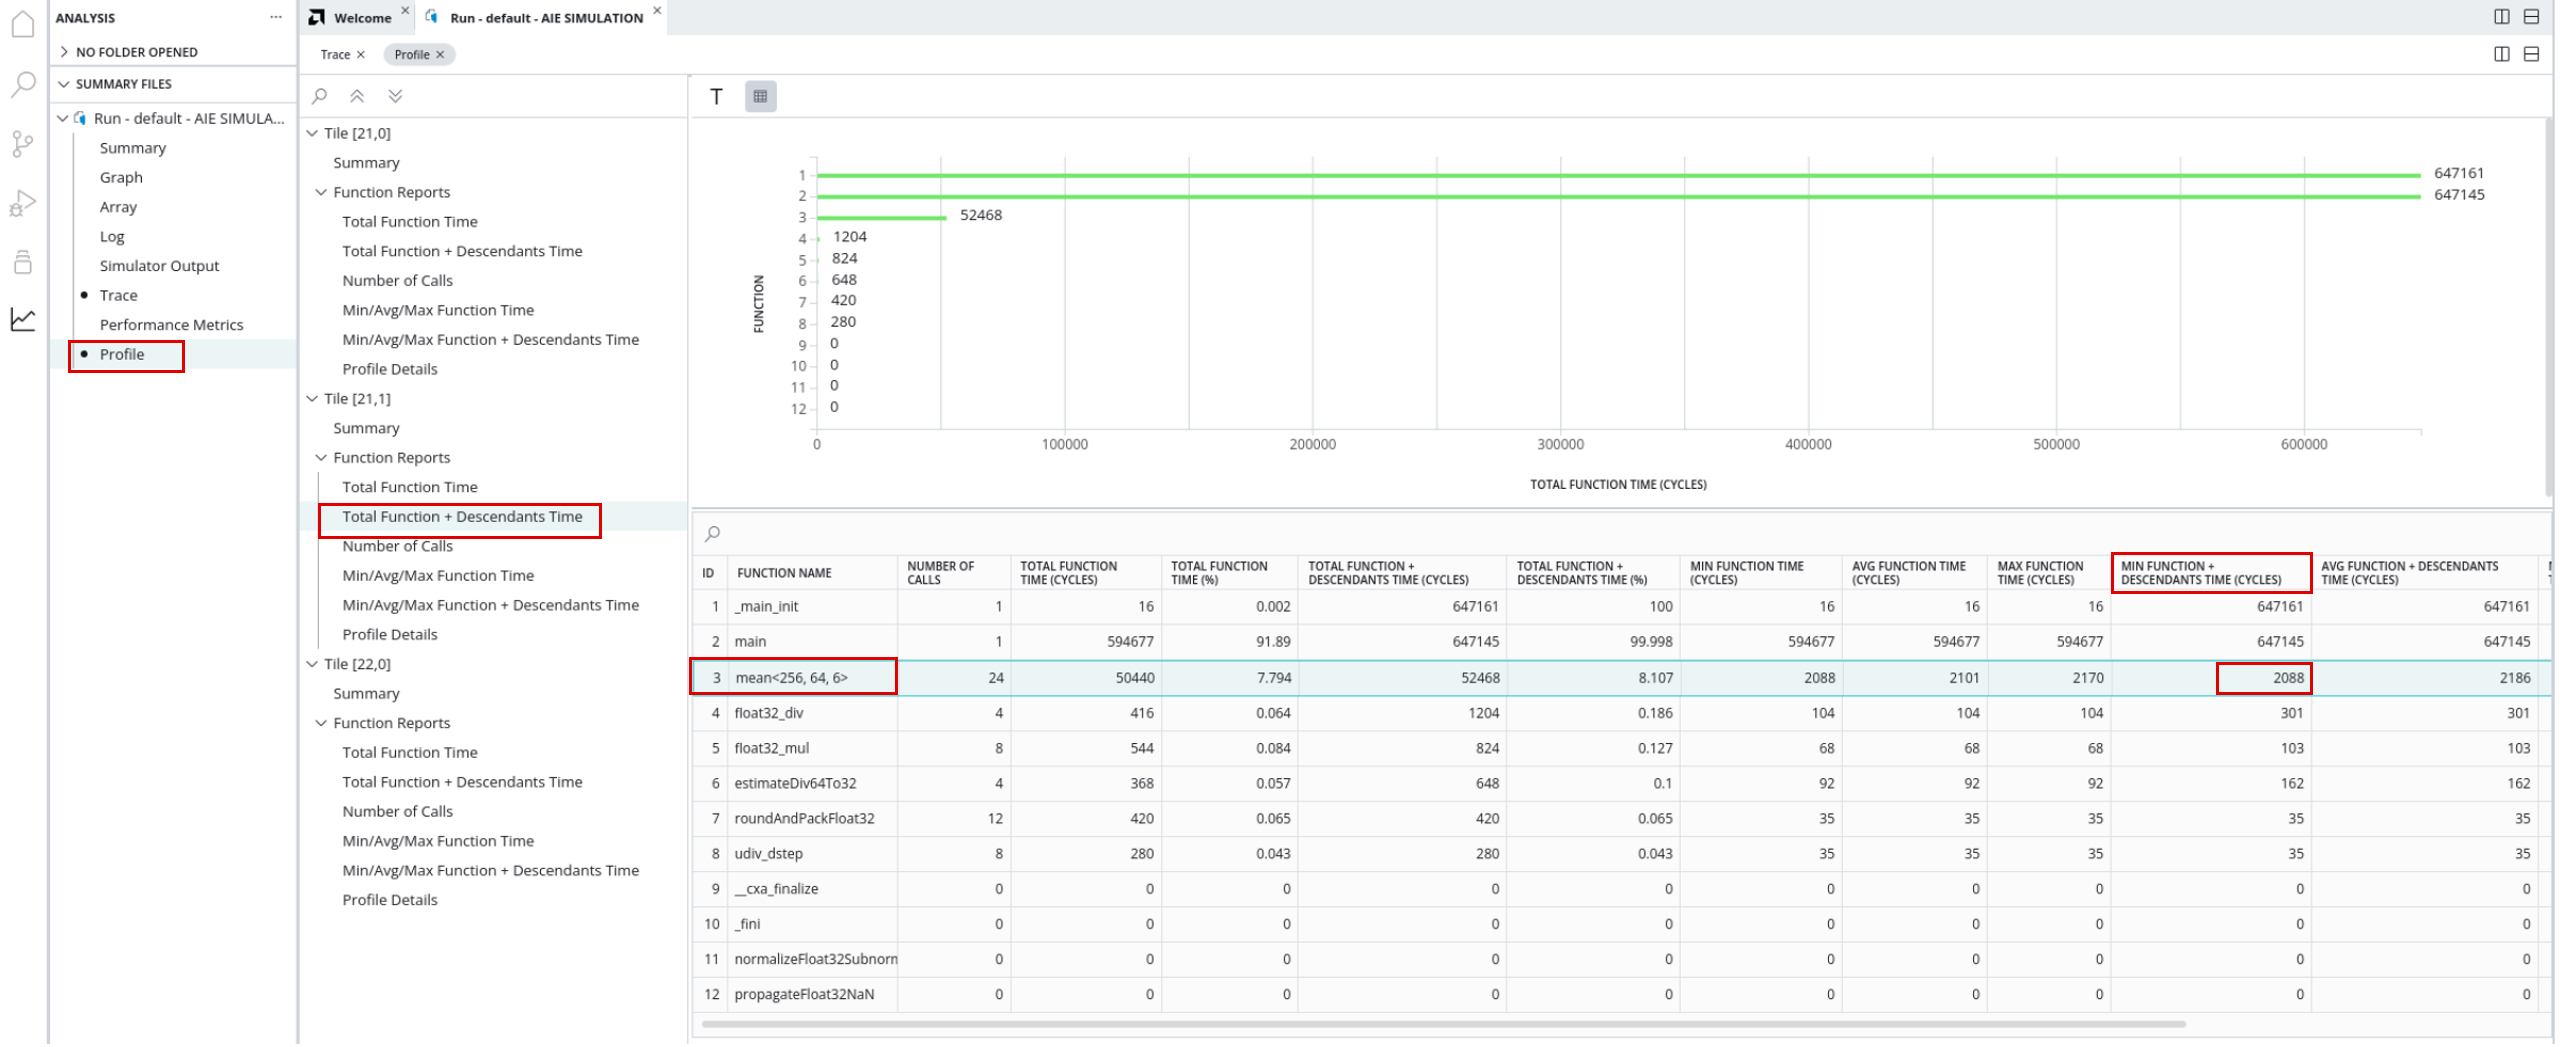 ANALYSIS
NO FOLDER OPENED
SUMMARY FILES
Run - default - AIE SIMULA...
Summary
Graph
Array
Log
Simulator Output
Trace
Performance Metrics
Profile
Welcome
Run - default - AIE SIMULATION
Trace
Profile
Tile [21,0]
Summary
Function Reports
Total Function Time
Total Function + Descendants Time
Number of Calls
Min/Avg/Max Function Time
Min/Avg/Max Function + Descendants Time
Profile Details
Tile [21,1]
Summary
Function Reports
Total Function Time
Total Function + Descendants Time
Number of Calls
Min/Avg/Max Function Time
Min/Avg/Max Function + Descendants Time
Profile Details
Tile [22,0]
Summary
Function Reports
Total Function Time
Total Function + Descendants Time
Number of Calls
Min/Avg/Max Function Time
Min/Avg/Max Function + Descendants Time
Profile Details
T
FUNCTION
1 647161
2 647145
3 52468
4 1204
5 824
6 648
7 420
8 280
9 0
10 0
11 0
12 0
0 100000 200000 300000 400000 500000 600000
TOTAL FUNCTION TIME (CYCLES)
ID FUNCTION NAME NUMBER OF CALLS TOTAL FUNCTION TIME (CYCLES) TOTAL FUNCTION TIME (%) TOTAL FUNCTION + DESCENDANTS TIME (CYCLES) TOTAL FUNCTION + DESCENDANTS TIME (%) MIN FUNCTION TIME (CYCLES) AVG FUNCTION TIME (CYCLES) MAX FUNCTION TIME (CYCLES) MIN FUNCTION + DESCENDANTS TIME (CYCLES) AVG FUNCTION + DESCENDANTS TIME (CYCLES)
1 _main_init 1 16 0.002 647161 100 16 16 16 647161 647161
2 main 1 594677 91.89 647145 99.998 594677 594677 594677 647145 647145
3 mean<256, 64, 6> 24 50440 7.794 52468 8.107 2088 2101 2170 2088 2186
4 float32_div 4 416 0.064 1204 0.186 104 104 104 301 301
5 float32_mul 8 544 0.084 824 0.127 68 68 68 103 103
6 estimateDiv64To32 4 368 0.057 648 0.1 92 92 92 162 162
7 roundAndPackFloat32 12 420 0.065 420 0.065 35 35 35 35 35
8 udiv_dstep 8 280 0.043 280 0.043 35 35 35 35 35
9 __cxa_finalize 0 0 0 0 0 0 0 0 0 0
10 _fini 0 0 0 0 0 0 0 0 0 0
11 normalizeFloat32Subnorn 0 0 0 0 0 0 0 0 0 0
12 propagateFloat32NaN 0 0 0 0 0 0 0 0 0 0